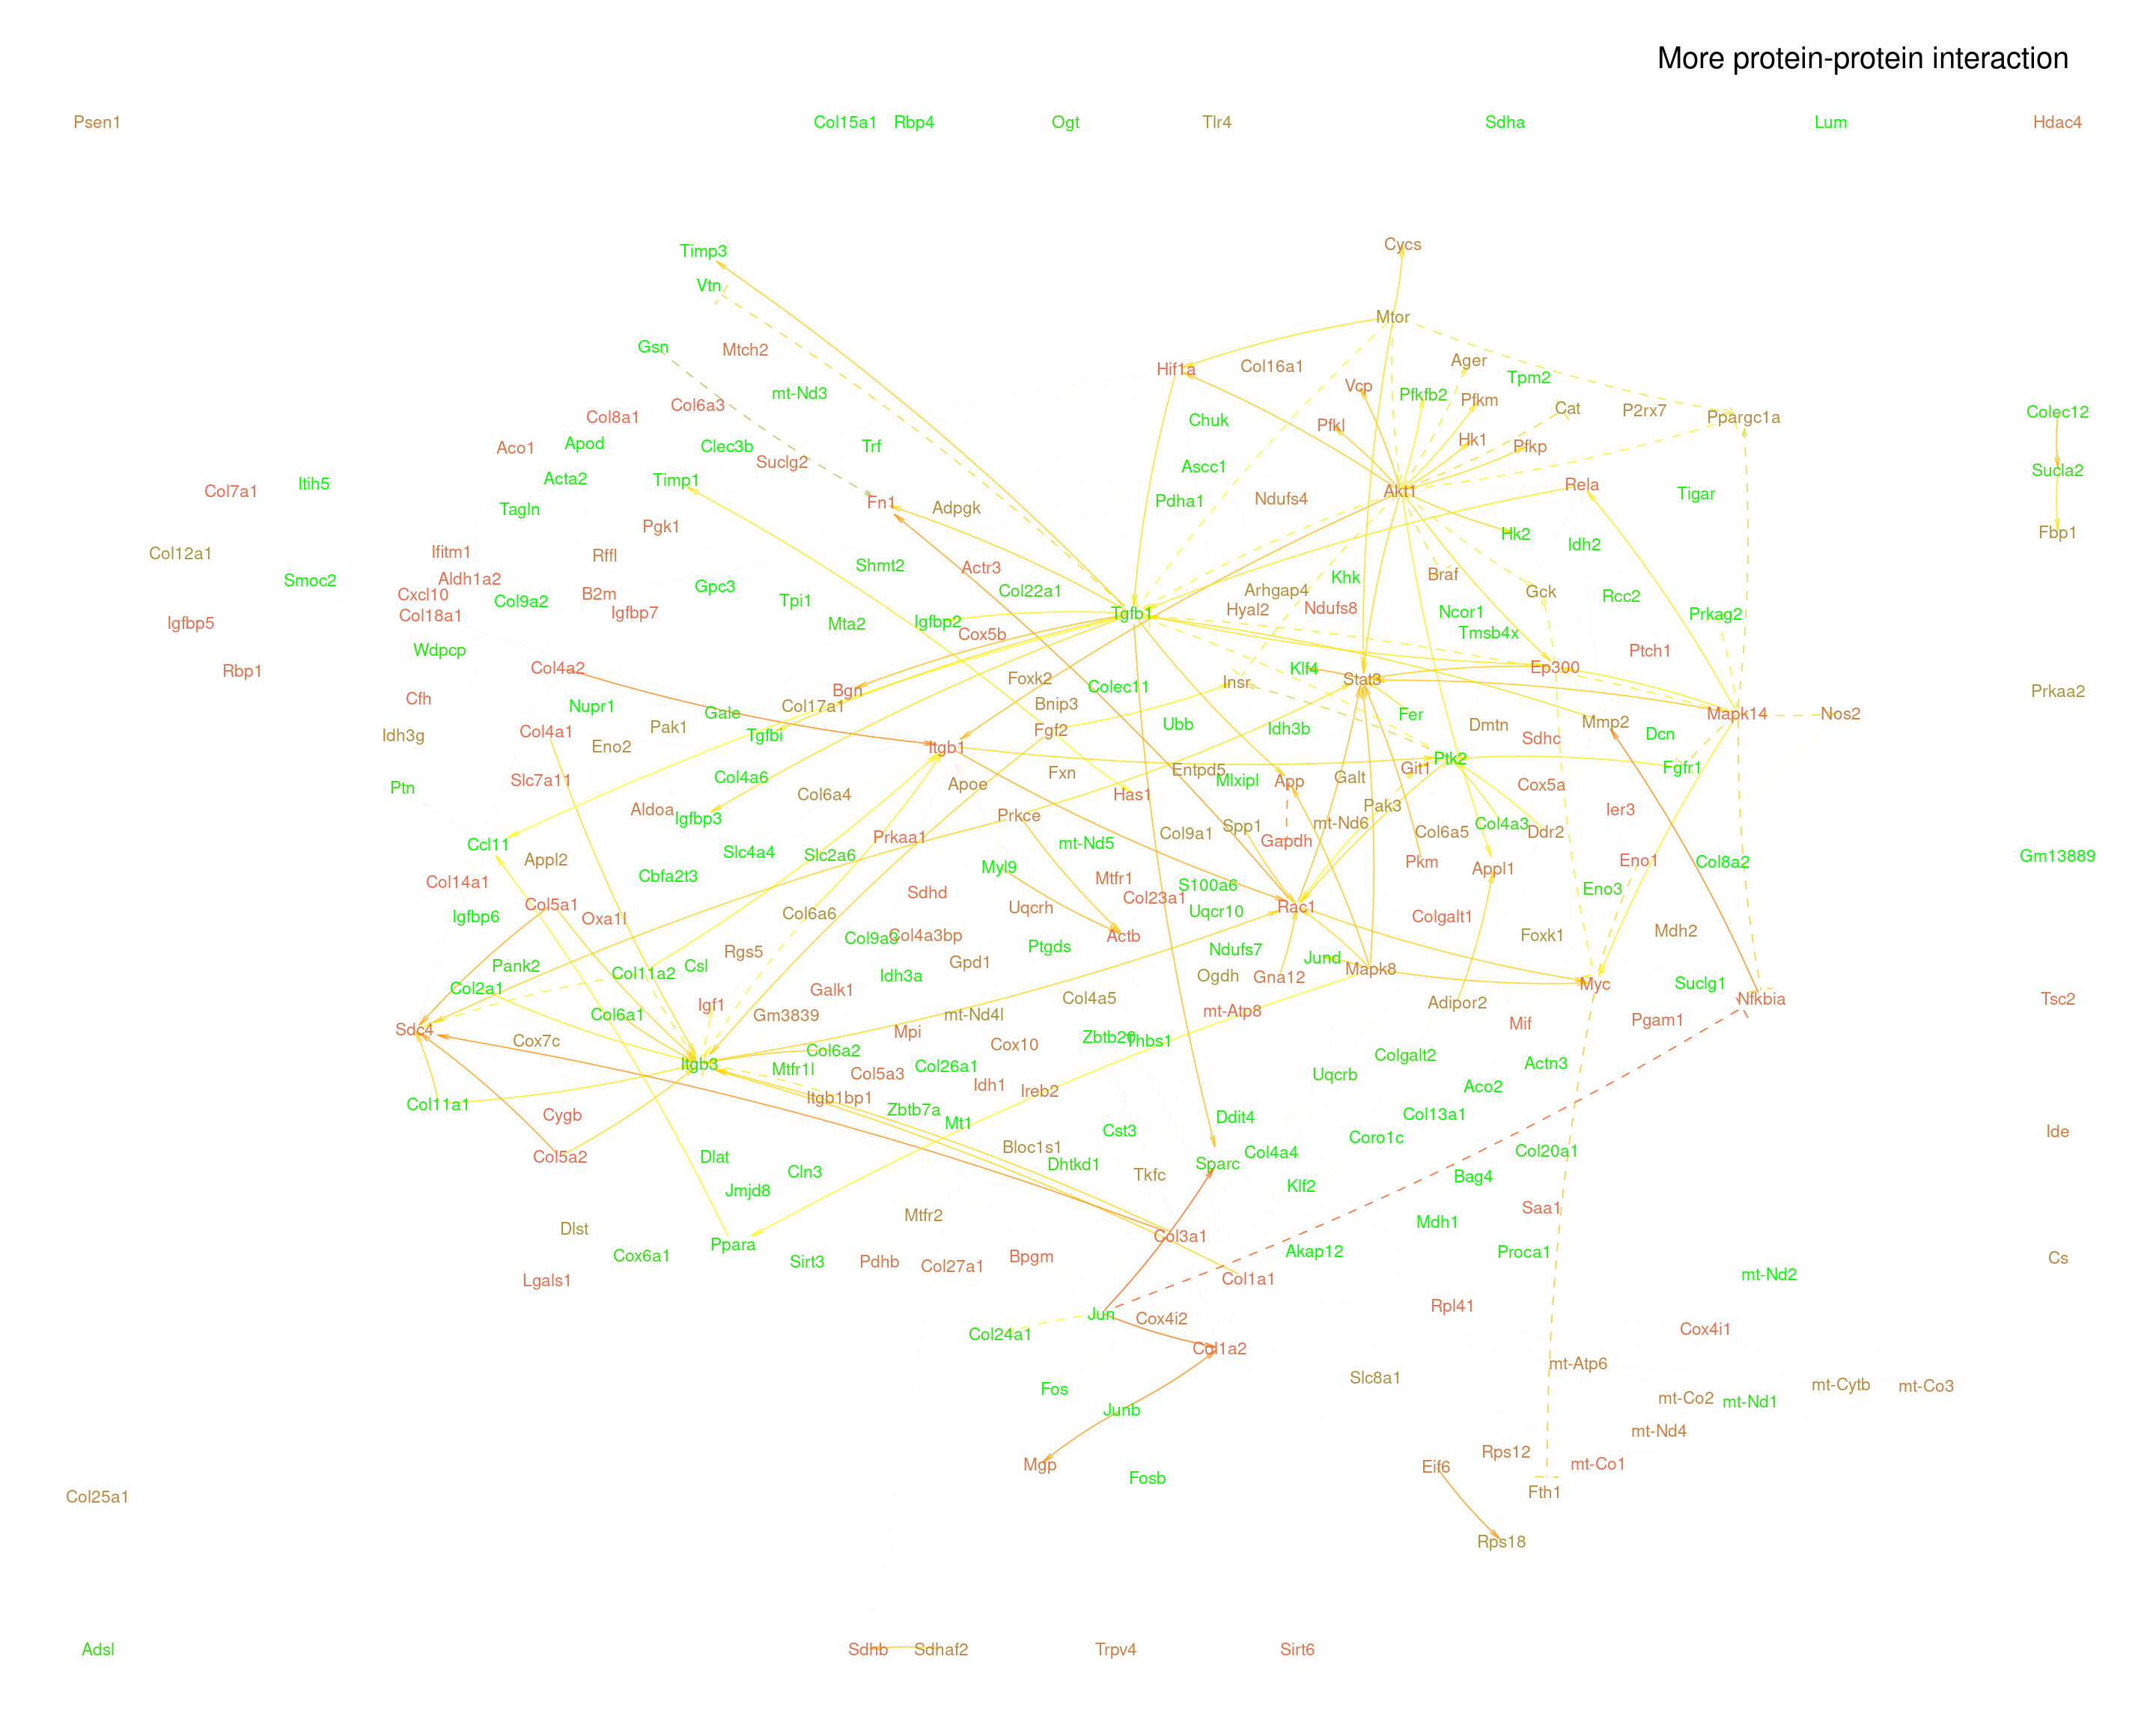 More protein-protein interaction
Psen1 Col15a1 Rbp4 Ogt Tlr4 Sdha Lum Hdac4
Cycs
Timp3
Vtn
Mtor
Gsn Mtch2
Hif1a Col16a1 Ager
Vcp Pfkfb2 Tpm2
mt-Nd3 Pfkm
Col8a1 Col6a3 Chuk Pfkl Cat P2rx7 Ppargc1a Colec12
Aco1 Apod Clec3b Trf Hk1 Pfkp
Suclg2 Ascc1 Sucla2
Col7a1 Itih5 Acta2 Timp1 Akt1 Rela Tigar
Tagln Fn1 Adpgk Pdha1 Ndufs4
Pgk1 Hk2 Fbp1
Col12a1 Ifitm1 Rffl Idh2
Smoc2 Aldh1a2 Shmt2 Actr3 Khk Braf
Cxcl10 Col9a2 B2m Gpc3 Tpi1 Col22a1 Arhgap4 Gck Rcc2
Igfbp5 Col18a1 Igfbp7 Mta2 Igfbp2 Tgfb1 Hyal2 Ndufs8 Ncor1 Prkag2
Wdpcp Cox5b Tmsb4x Ptch1
Rbp1 Col4a2 Foxk2 Klf4 Ep300
Cfh Bgn Colec11 Insr Stat3 Prkaa2
Nupr1 Gale Col17a1 Bnip3 Fer Mapk14 Nos2
Idh3g Col4a1 Pak1 Tgfbi Fgf2 Ubb Idh3b Dmtn Mmp2 Dcn
Eno2 Itgb1 Sdhc
Ptn Slc7a11 Col4a6 Apoe Fxn Entpd5 Mlxipl App Galt Git1 Ptk2 Cox5a Fgfr1
Aldoa Igfbp3 Col6a4 Prkce Has1 Pak3 Ier3
Ccl11 Slc4a4 Slc2a6 Prkaa1 mt-Nd5 Col9a1 Spp1 Gapdh mt-Nd6 Col6a5 Col4a3 Ddr2
Appl2 Cbfa2t3 Myl9 Mtfr1 Pkm Appl1 Eno1 Col8a2 Gm13889
Col14a1 Sdhd Col23a1 S100a6 Eno3
Igfbp6 Col5a1 Oxa1l Col6a6 Uqcrh Uqcr10 Rac1 Colgalt1
Rgs5 Col9a3 Col4a3bp Ptgds Actb Ndufs7 Jund Foxk1 Mdh2
Pank2 Col11a2 Csl Idh3a Gpd1 Ogdh Gna12 Mapk8
Col2a1 Igf1 Galk1 Col4a5 Adipor2 Myc Suclg1 Nfkbia Tsc2
Sdc4 Col6a1 Gm3839 Mpi mt-Nd4l mt-Atp8 Mif Pgam1
Cox7c Itgb3 Col6a2 Cox10 Zbtb20 Thbs1 Colgalt2 Actn3
Mtfr1l Col5a3 Col26a1 Idh1 Ireb2 Uqcrb Aco2
Col11a1 Cygb Itgb1bp1 Zbtb7a Mt1 Cst3 Ddit4 Col13a1 Ide
Col5a2 Dlat Cln3 Bloc1s1 Dhtkd1 Sparc Col4a4 Coro1c Col20a1
Jmjd8 Tkfc Klf2 Bag4
Dlst Mtfr2 Mdh1 Saa1
Cox6a1 Ppara Sirt3 Pdhb Col27a1 Bpgm Col3a1 Akap12 Proca1 Cs
Lgals1 Col1a1 mt-Nd2
Col24a1 Jun Cox4i2 Rpl41 Cox4i1
Col1a2 mt-Atp6
Fos Slc8a1 mt-Co2 mt-Nd1 mt-Cytb mt-Co3
Junb mt-Nd4
Mgp Fosb Eif6 Rps12 mt-Co1
Col25a1 Fth1
Rps18
Adsl Sdhb Sdhaf2 Trpv4 Sirt6